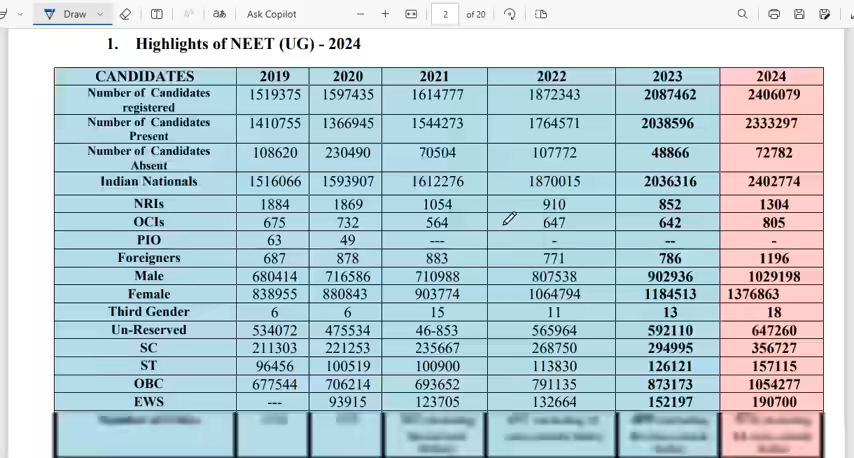 Draw
Ask Copilot
2 of 20
1. Highlights of NEET (UG) - 2024
CANDIDATES 2019 2020 2021 2022 2023 2024
Number of Candidates registered 1519375 1597435 1614777 1872343 2087462 2406079
Number of Candidates Present 1410755 1366945 1544273 1764571 2038596 2333297
Number of Candidates Absent 108620 230490 70504 107772 48866 72782
Indian Nationals 1516066 1593907 1612276 1870015 2036316 2402774
NRIs 1884 1869 1054 910 852 1304
OCIs 675 732 564 647 642 805
PIO 63 49 --- - -- -
Foreigners 687 878 883 771 786 1196
Male 680414 716586 710988 807538 902936 1029198
Female 838955 880843 903774 1064794 1184513 1376863
Third Gender 6 6 15 11 13 18
Un-Reserved 534072 475534 46-853 565964 592110 647260
SC 211303 221253 235667 268750 294995 356727
ST 96456 100519 100900 113830 126121 157115
OBC 677544 706214 693652 791135 873173 1054277
EWS --- 93915 123705 132664 152197 190700